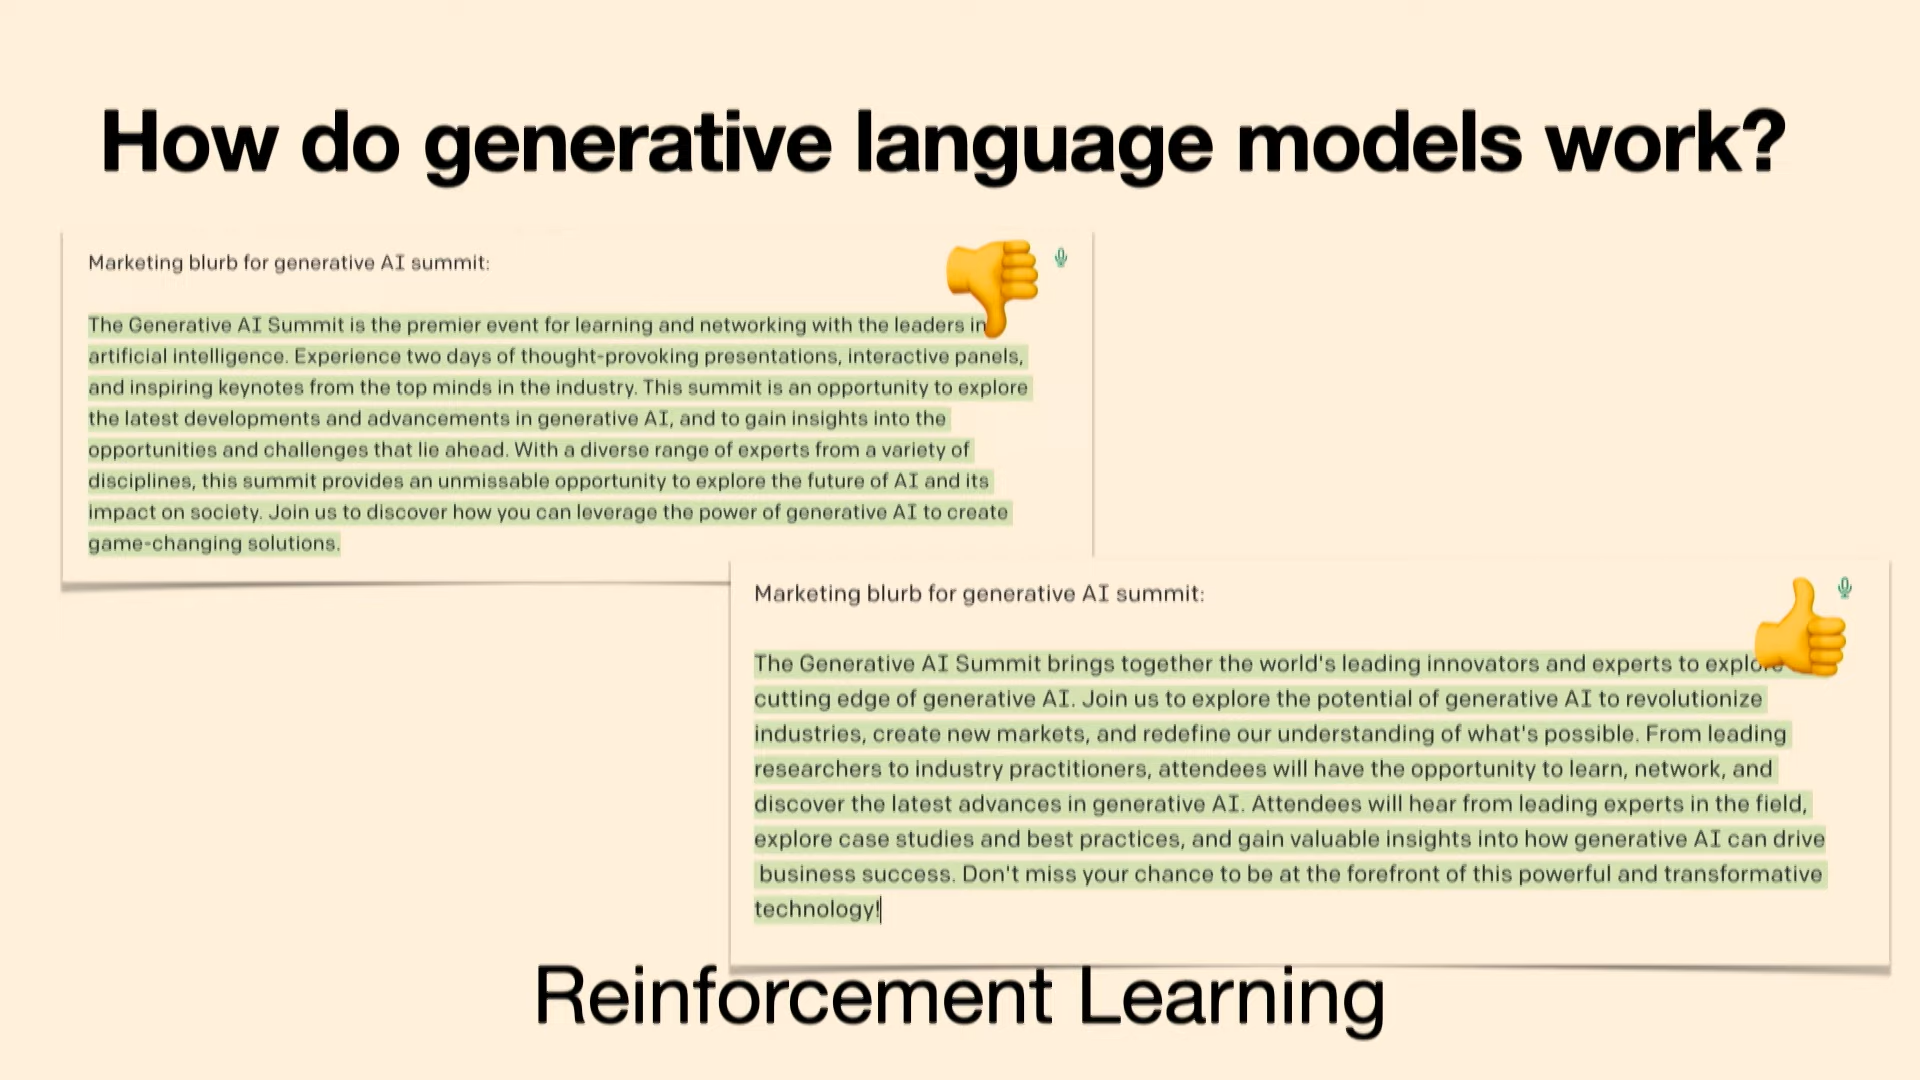 How do generative language models work?
Marketing blurb for generative AI summit:
The Generative AI Summit is the premier event for learning and networking with the leaders in
artificial intelligence. Experience two days of thought-provoking presentations, interactive panels,
and inspiring keynotes from the top minds in the industry. This summit is an opportunity to explore
the latest developments and advancements in generative AI, and to gain insights into the
opportunities and challenges that lie ahead. With a diverse range of experts from a variety of
disciplines, this summit provides an unmissable opportunity to explore the future of AI and its
impact on society. Join us to discover how you can leverage the power of generative AI to create
game-changing solutions.
Marketing blurb for generative AI summit:
The Generative AI Summit brings together the world's leading innovators and experts to explore
cutting edge of generative AI. Join us to explore the potential of generative AI to revolutionize
industries, create new markets, and redefine our understanding of what's possible. From leading
researchers to industry practitioners, attendees will have the opportunity to learn, network, and
discover the latest advances in generative AI. Attendees will hear from leading experts in the field,
explore case studies and best practices, and gain valuable insights into how generative AI can drive
business success. Don't miss your chance to be at the forefront of this powerful and transformative
technology!
Reinforcement Learning